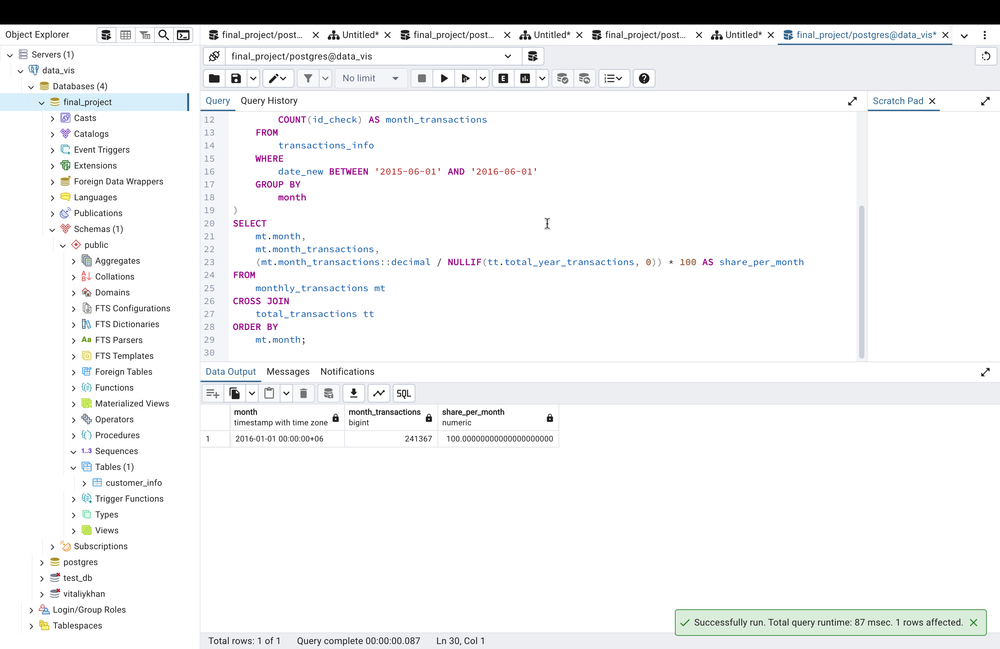 Object Explorer
final_project/post...
Untitled*
final_project/post...
Untitled*
final_project/post...
Untitled*
final_project/postgres@data_vis*
Servers (1)
data_vis
Databases (4)
final_project
Casts
Catalogs
Event Triggers
Extensions
Foreign Data Wrappers
Languages
Publications
Schemas (1)
public
Aggregates
Collations
Domains
FTS Configurations
FTS Dictionaries
Aa FTS Parsers
FTS Templates
Foreign Tables
Functions
Materialized Views
Operators
Procedures
1..3 Sequences
Tables (1)
customer_info
Trigger Functions
Types
Views
Subscriptions
postgres
test_db
vitaliykhan
Login/Group Roles
Tablespaces
final_project/postgres@data_vis
No limit
E
Query Query History
Scratch Pad
12 COUNT(id_check) AS month_transactions
13 FROM
14 transactions_info
15 WHERE
16 date_new BETWEEN '2015-06-01' AND '2016-06-01'
17 GROUP BY
18 month
19 )
20 SELECT
21 mt.month,
22 mt.month_transactions,
23 (mt.month_transactions::decimal / NULLIF(tt.total_year_transactions, 0)) * 100 AS share_per_month
24 FROM
25 monthly_transactions mt
26 CROSS JOIN
27 total_transactions tt
28 ORDER BY
29 mt.month;
30
Data Output Messages Notifications
SQL
month month_transactions share_per_month
timestamp with time zone bigint numeric
1 2016-01-01 00:00:00+06 241367 100.00000000000000000000
Successfully run. Total query runtime: 87 msec. 1 rows affected.
Total rows: 1 of 1 Query complete 00:00:00.087 Ln 30, Col 1